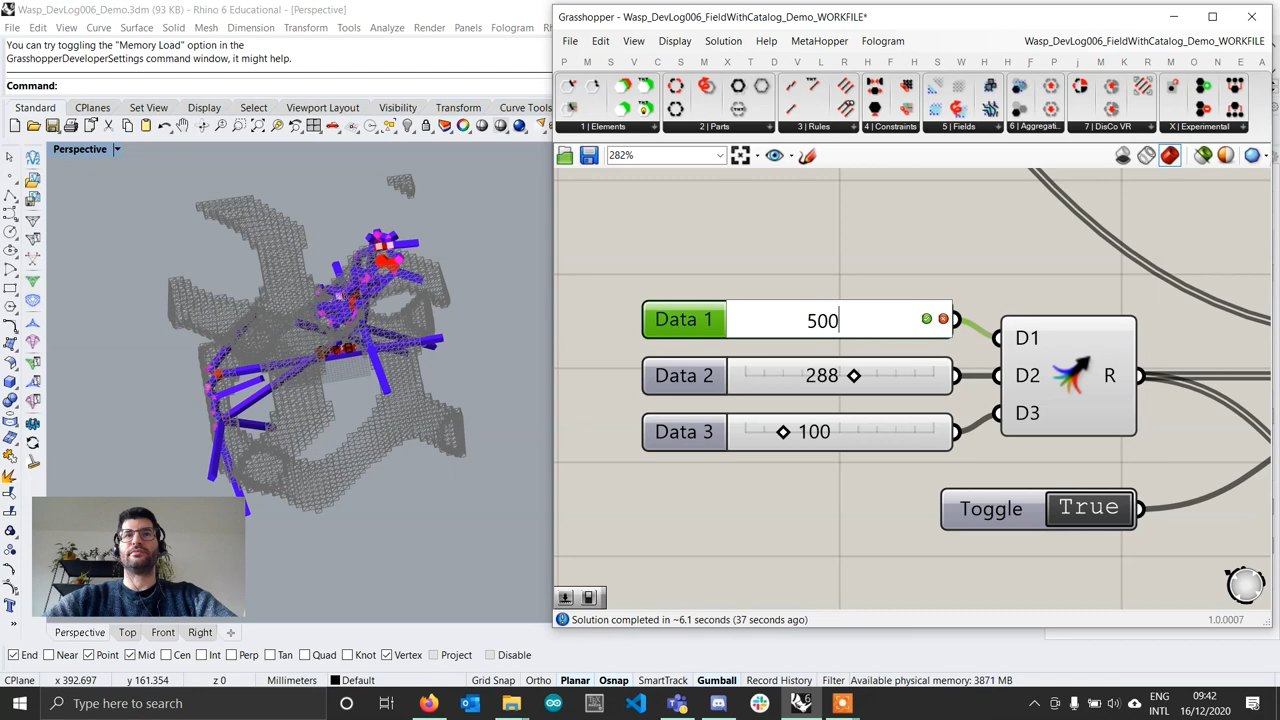 Wasp_DevLog006_Demo.3dm (93 KB) - Rhino 6 Educational - [Perspective]
File Edit View Curve Surface Solid Mesh Dimension Transform Tools Analyze Render Panels Fologram
You can try toggling the "Memory Load" option in the
GrasshopperDeveloperSettings command window, it might help.
Command:
Standard CPlanes Set View Display Select Viewport Layout Visibility Transform Curve Tools
Perspective
Perspective Top Front Right
End Near Point Mid Cen Int Perp Tan Quad Knot Vertex Project Disable
CPlane x 392.697 y 161.354 z 0 Millimeters Default Grid Snap Ortho Planar Osnap SmartTrack Gumball Record History Filter Available physical memory: 3871 MB
Grasshopper - Wasp_DevLog006_FieldWithCatalog_Demo_WORKFILE*
File Edit View Display Solution Help MetaHopper Fologram Wasp_DevLog006_FieldWithCatalog_Demo_WORKFILE
P M S V C S M C T D K H F H S W H F P D R M O E A
1 | Elements 2 | Parts 3 | Rules 4 | Constraints 5 | Fields 6 | Aggregati.. 7 | DisCo VR X | Experimental
282%
Data 1 500
Data 2 288
Data 3 100
D1
D2 R
D3
Toggle True
Solution completed in ~6.1 seconds (37 seconds ago) 1.0.0007
Type here to search
ENG 09:42
INTL 16/12/2020